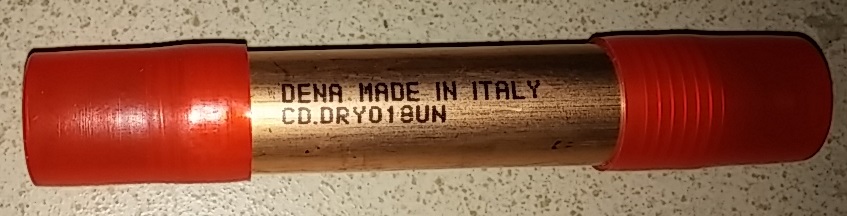 DENA MADE IN ITALY
CD.DRY018UN